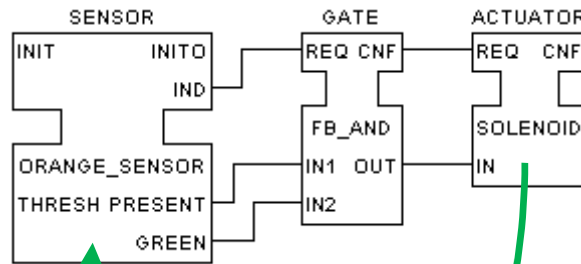 SENSOR GATE ACTUATOR
INIT INITO REQ CNF REQ CNF
IND
FB_AND SOLENOID
ORANGE_SENSOR IN1 OUT IN
THRESH PRESENT IN2
GREEN